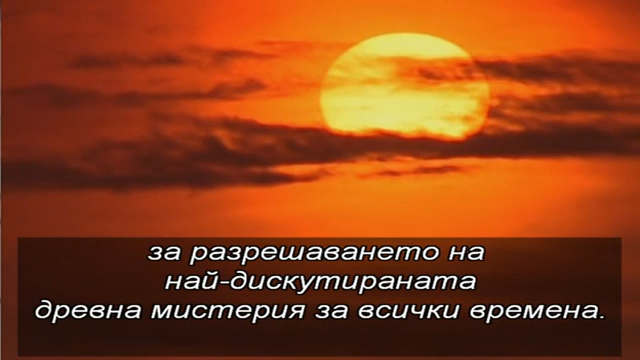 за разрешаването на
най-дискутираната
древна мистерия за всички времена.